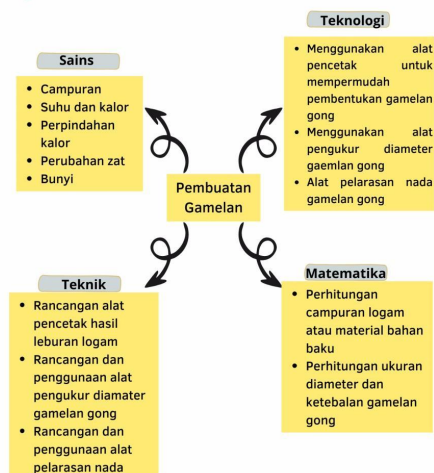 Sains
• Campuran
• Suhu dan kalor
• Perpindahan
kalor
• Perubahan zat
• Bunyi
Teknologi
• Menggunakan alat
pencetak untuk
mempermudah
pembentukan gamelan
gong
• Menggunakan alat
pengukur diameter
gaemlan gong
• Alat pelarasan nada
gamelan gong
Pembuatan
Gamelan
Teknik
• Rancangan alat
pencetak hasil
leburan logam
• Rancangan dan
penggunaan alat
pengukur diamater
gamelan gong
• Rancangan dan
penggunaan alat
pelarasan nada
Matematika
• Perhitungan
campuran logam
atau material bahan
baku
• Perhitungan ukuran
diameter dan
ketebalan gamelan
gong